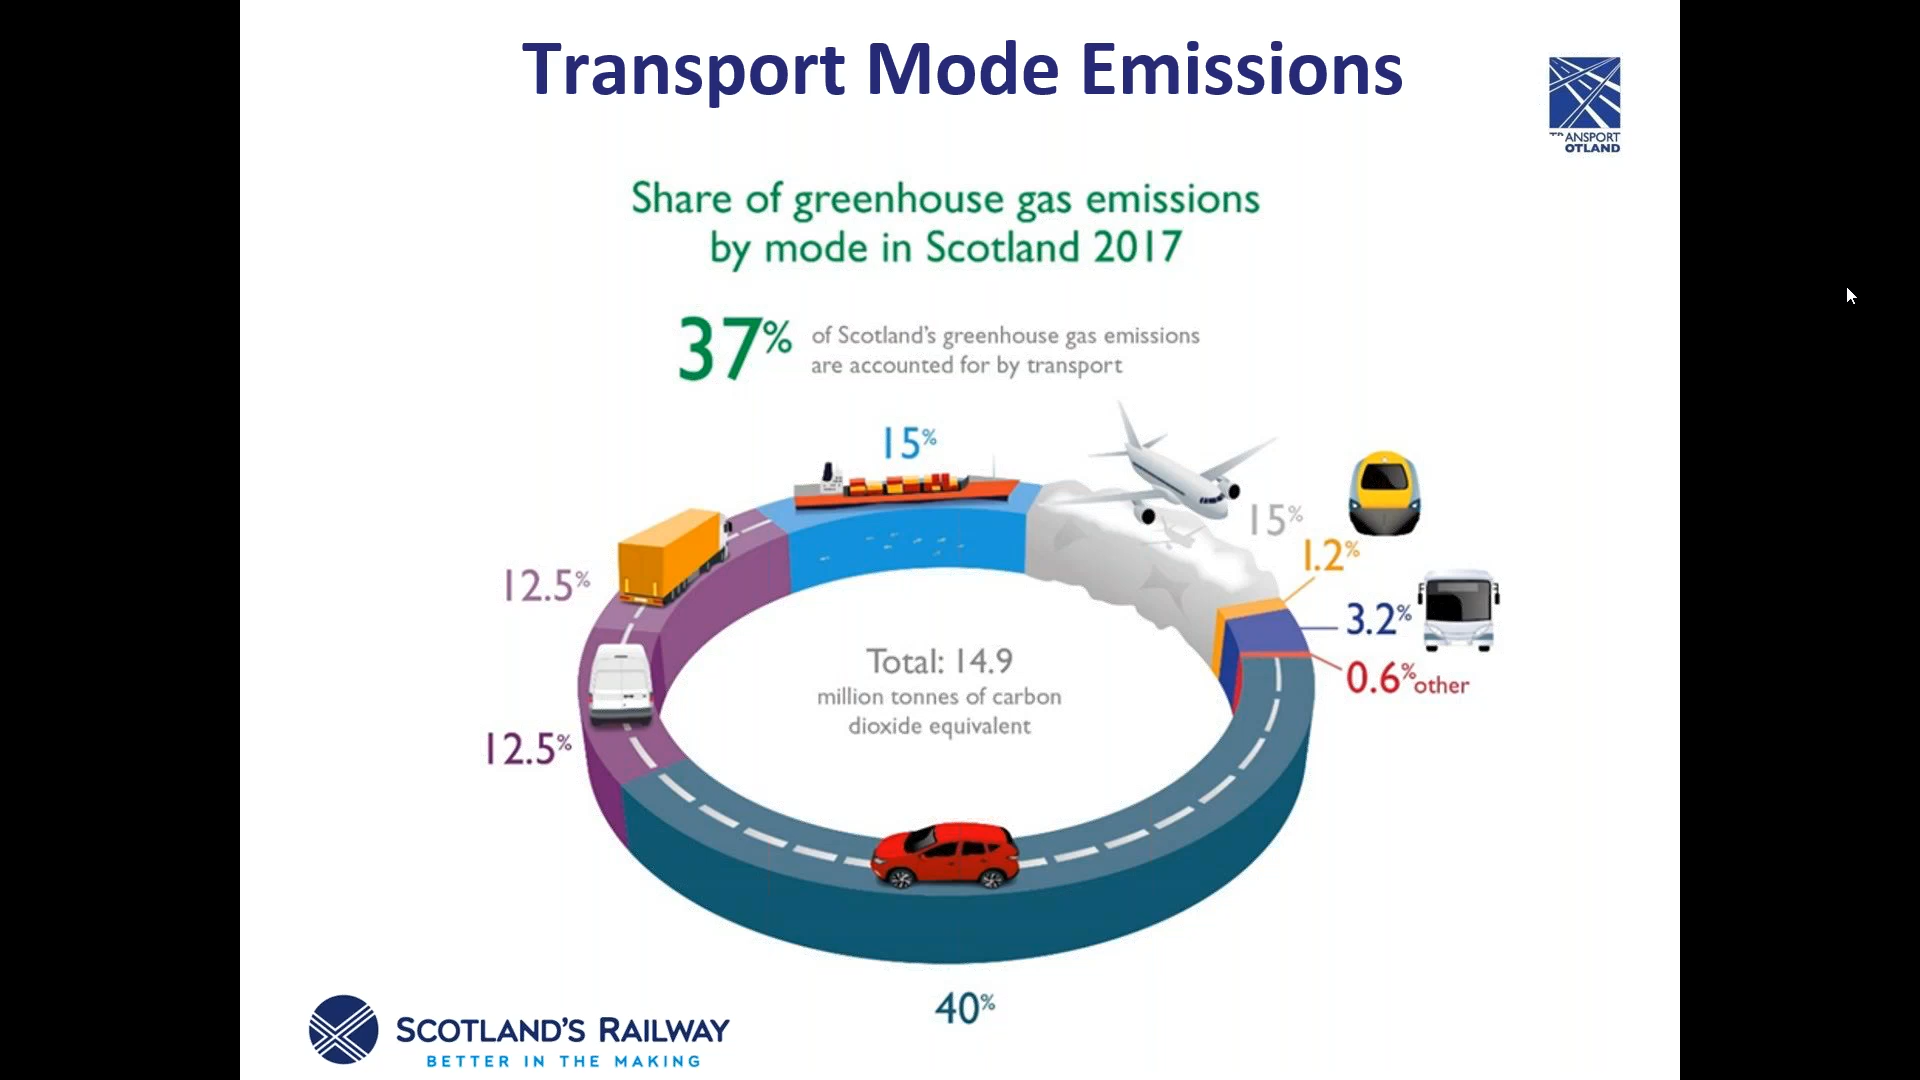 Transport Mode Emissions
ANSPORT
OTLAND
Share of greenhouse gas emissions
by mode in Scotland 2017
37% of Scotland's greenhouse gas emissions
are accounted for by transport
15%
15%
1.2%
12.5%
3.2%
0.6% other
Total: 14.9
million tonnes of carbon
dioxide equivalent
12.5%
40%
SCOTLAND'S RAILWAY
BETTER IN THE MAKING